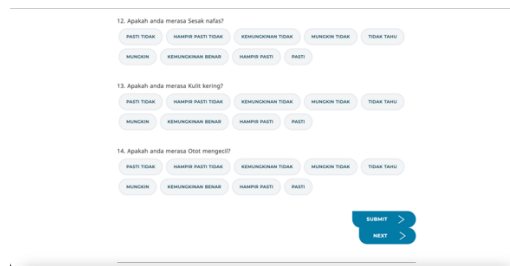 12. Apakah anda merasa Sesak nafas?
PASTI TIDAK HAMPIR PASTI TIDAK KEMUNGKINAN TIDAK MUNGKIN TIDAK TIDAK TAHU
MUNGKIN KEMUNGKINAN BENAR HAMPIR PASTI PASTI
13. Apakah anda merasa Kulit kering?
PASTI TIDAK HAMPIR PASTI TIDAK KEMUNGKINAN TIDAK MUNGKIN TIDAK TIDAK TAHU
MUNGKIN KEMUNGKINAN BENAR HAMPIR PASTI PASTI
14. Apakah anda merasa Otot mengecil?
PASTI TIDAK HAMPIR PASTI TIDAK KEMUNGKINAN TIDAK MUNGKIN TIDAK TIDAK TAHU
MUNGKIN KEMUNGKINAN BENAR HAMPIR PASTI PASTI
SUBMIT
NEXT